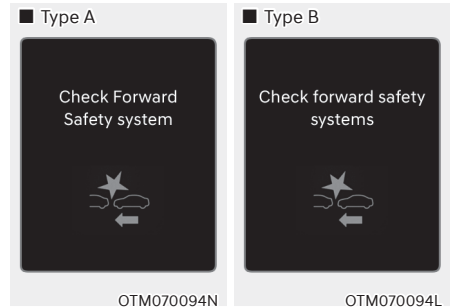 ■ Type A
Check Forward
Safety system
OTM070094N
■ Type B
Check forward safety
systems
OTM070094L